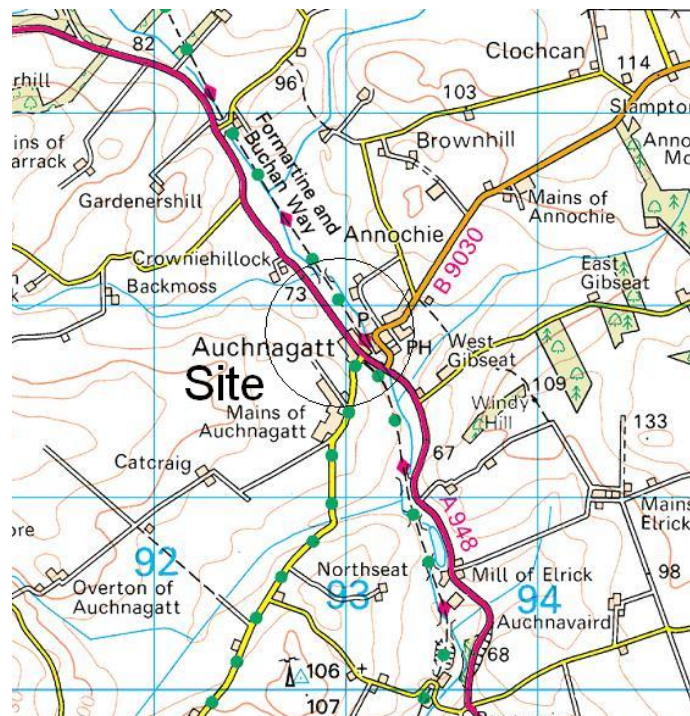 82
96
Clochcan
114
103
Slampton
erhill
Formartine and
Buchan Way
ins of
arrack
Brownhill
Anno
Mo
Gardenershill
Mains of
Annochie
Annochie
B 9030
Crowniehillock
East
Gibseat
Backmoss
73
P
Auchnagatt
PH
West
Gibseat
Site
109
Windy
Hill
Mains of
Auchnagatt
133
67
Catcraig
A 948
Mains
Elrick
ore
92
Northseat
93
Mill of Elrick
94
98
Overton of
Auchnagatt
Auchnavaird
68
106
107